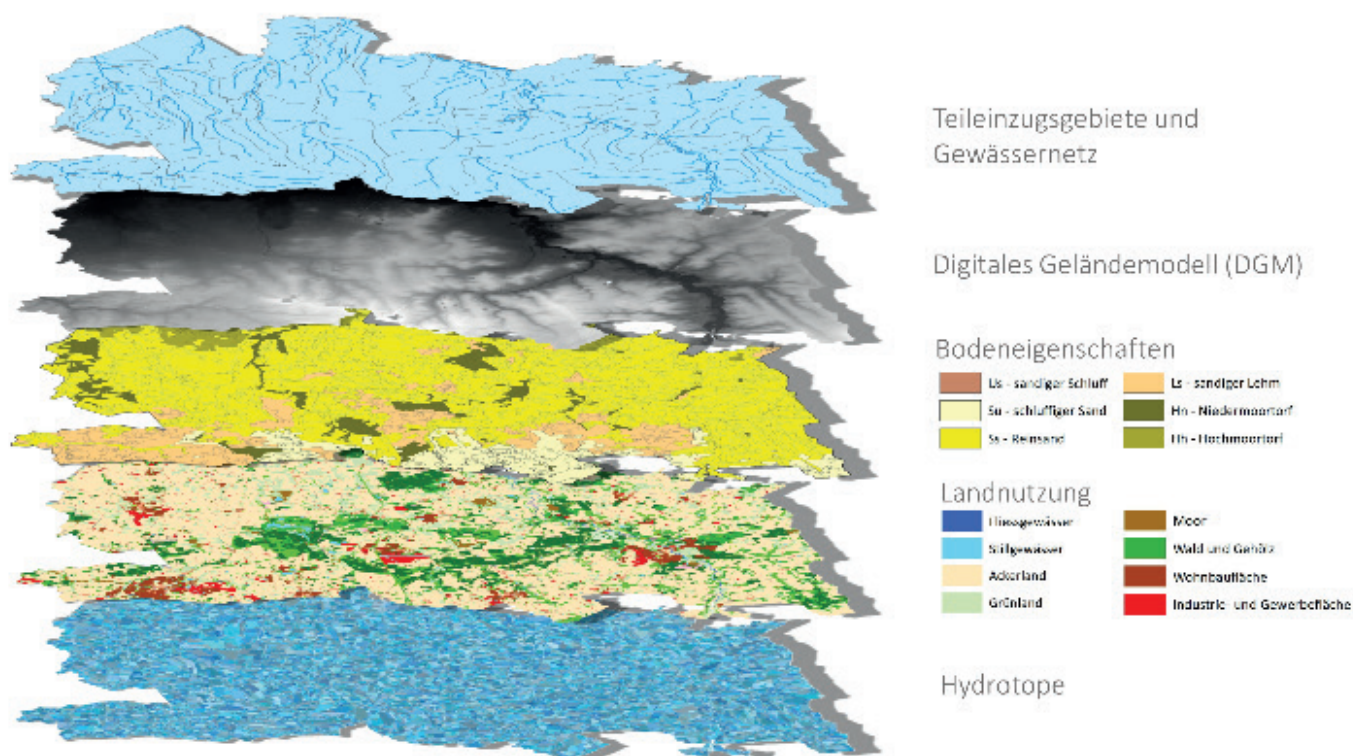 Teileinzugsgebiete und
Gewässernetz
Digitales Geländemodell (DGM)
Bodeneigenschaften
Us - sandiger Schluff
Ls - sandiger Lehm
Su - schluffiger Sand
Hn - Niedermoortorf
Ss - Reinsand
Hh - Hochmoortorf
Landnutzung
Fliessgewässer
Moor
Stillgewässer
Wald und Gehölz
Ackerland
Wohnbaufläche
Grünland
Industrie- und Gewerbefläche
Hydrotope